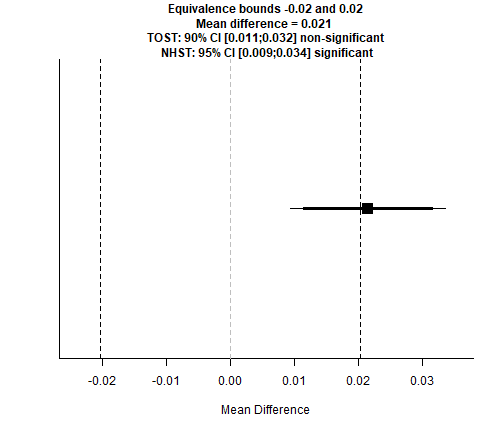 Equivalence bounds -0.02 and 0.02
Mean difference = 0.021
TOST: 90% CI [0.011;0.032] non-significant
NHST: 95% CI [0.009;0.034] significant
-0.02 -0.01 0.00 0.01 0.02 0.03
Mean Difference